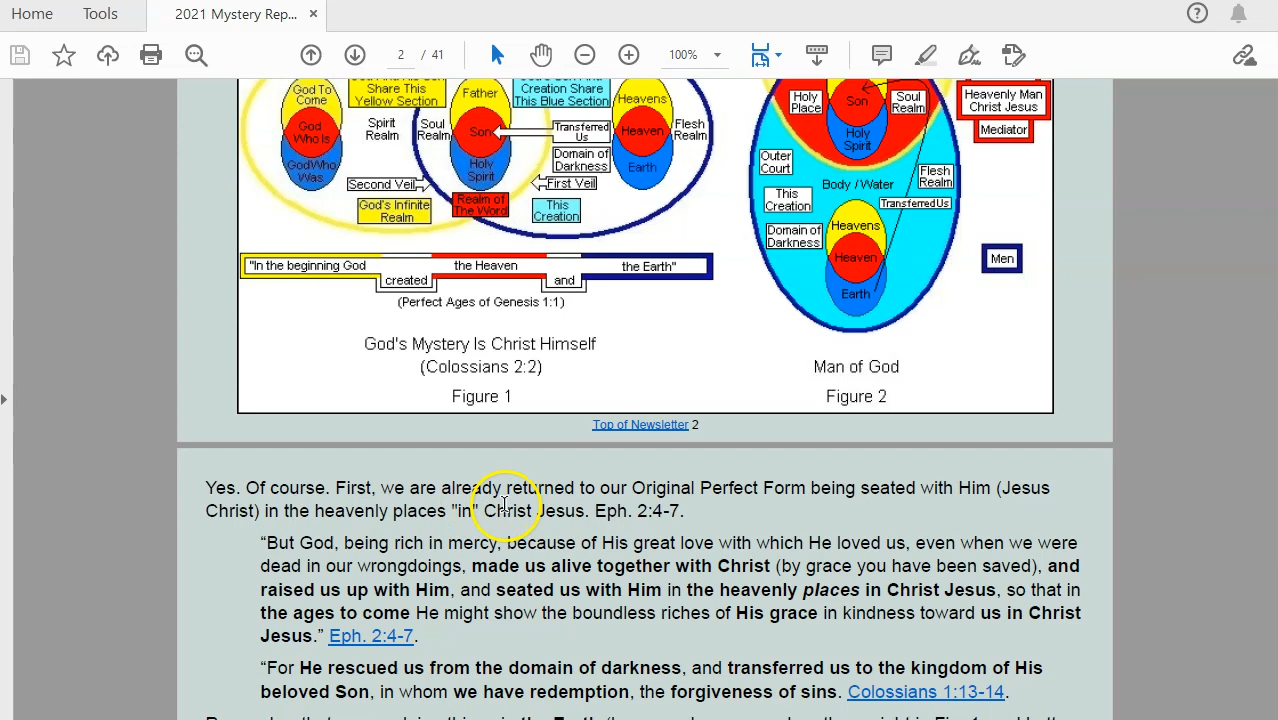 Home Tools 2021 Mystery Rep... ×
2 / 41 100%
God To Come
God Who Is
God Who Was
Share This
Yellow Section
Spirit
Realm
Second Veil
God's Infinite
Realm
Father
Soul
Realm
Son
Holy
Spirit
Realm of
The Word
Creation Share
This Blue Section
Transferred
Us
Domain of
Darkness
First Veil
This
Creation
Heavens
Heaven
Earth
Flesh
Realm
"In the beginning God
created
the Heaven
and
the Earth"
(Perfect Ages of Genesis 1:1)
God's Mystery Is Christ Himself
(Colossians 2:2)
Figure 1
Holy
Place
Son
Soul
Realm
Holy
Spirit
Heavenly Man
Christ Jesus
Mediator
Outer
Court
Body / Water
Flesh
Realm
This
Creation
Transferred Us
Domain of
Darkness
Heavens
Heaven
Earth
Men
Man of God
Figure 2
Top of Newsletter 2
Yes. Of course. First, we are already returned to our Original Perfect Form being seated with Him (Jesus
Christ) in the heavenly places "in" Christ Jesus. Eph. 2:4-7.
“But God, being rich in mercy, because of His great love with which He loved us, even when we were
dead in our wrongdoings, made us alive together with Christ (by grace you have been saved), and
raised us up with Him, and seated us with Him in the heavenly places in Christ Jesus, so that in
the ages to come He might show the boundless riches of His grace in kindness toward us in Christ
Jesus.” Eph. 2:4-7.
“For He rescued us from the domain of darkness, and transferred us to the kingdom of His
beloved Son, in whom we have redemption, the forgiveness of sins. Colossians 1:13-14.